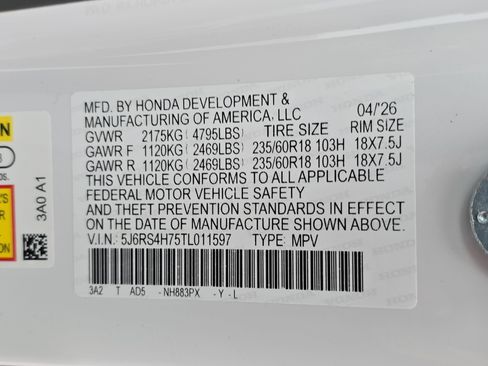 MFD. BY HONDA DEVELOPMENT &
MANUFACTURING OF AMERICA, LLC 04/'26
GVWR 2175KG ( 4795LBS) TIRE SIZE RIM SIZE
GAWR F 1120KG ( 2469LBS) 235/60R18 103H 18X7.5J
GAWR R 1120KG ( 2469LBS) 235/60R18 103H 18X7.5J
THIS VEHICLE CONFORMS TO ALL APPLICABLE
FEDERAL MOTOR VEHICLE SAFETY
AND THEFT PREVENTION STANDARDS IN EFFECT
ON THE DATE OF MANUFACTURE SHOWN ABOVE.
V.I.N.: 5J6RS4H75TL011597 TYPE: MPV
3A2 T AD5 -NH883PX -Y-L
3A0 A1